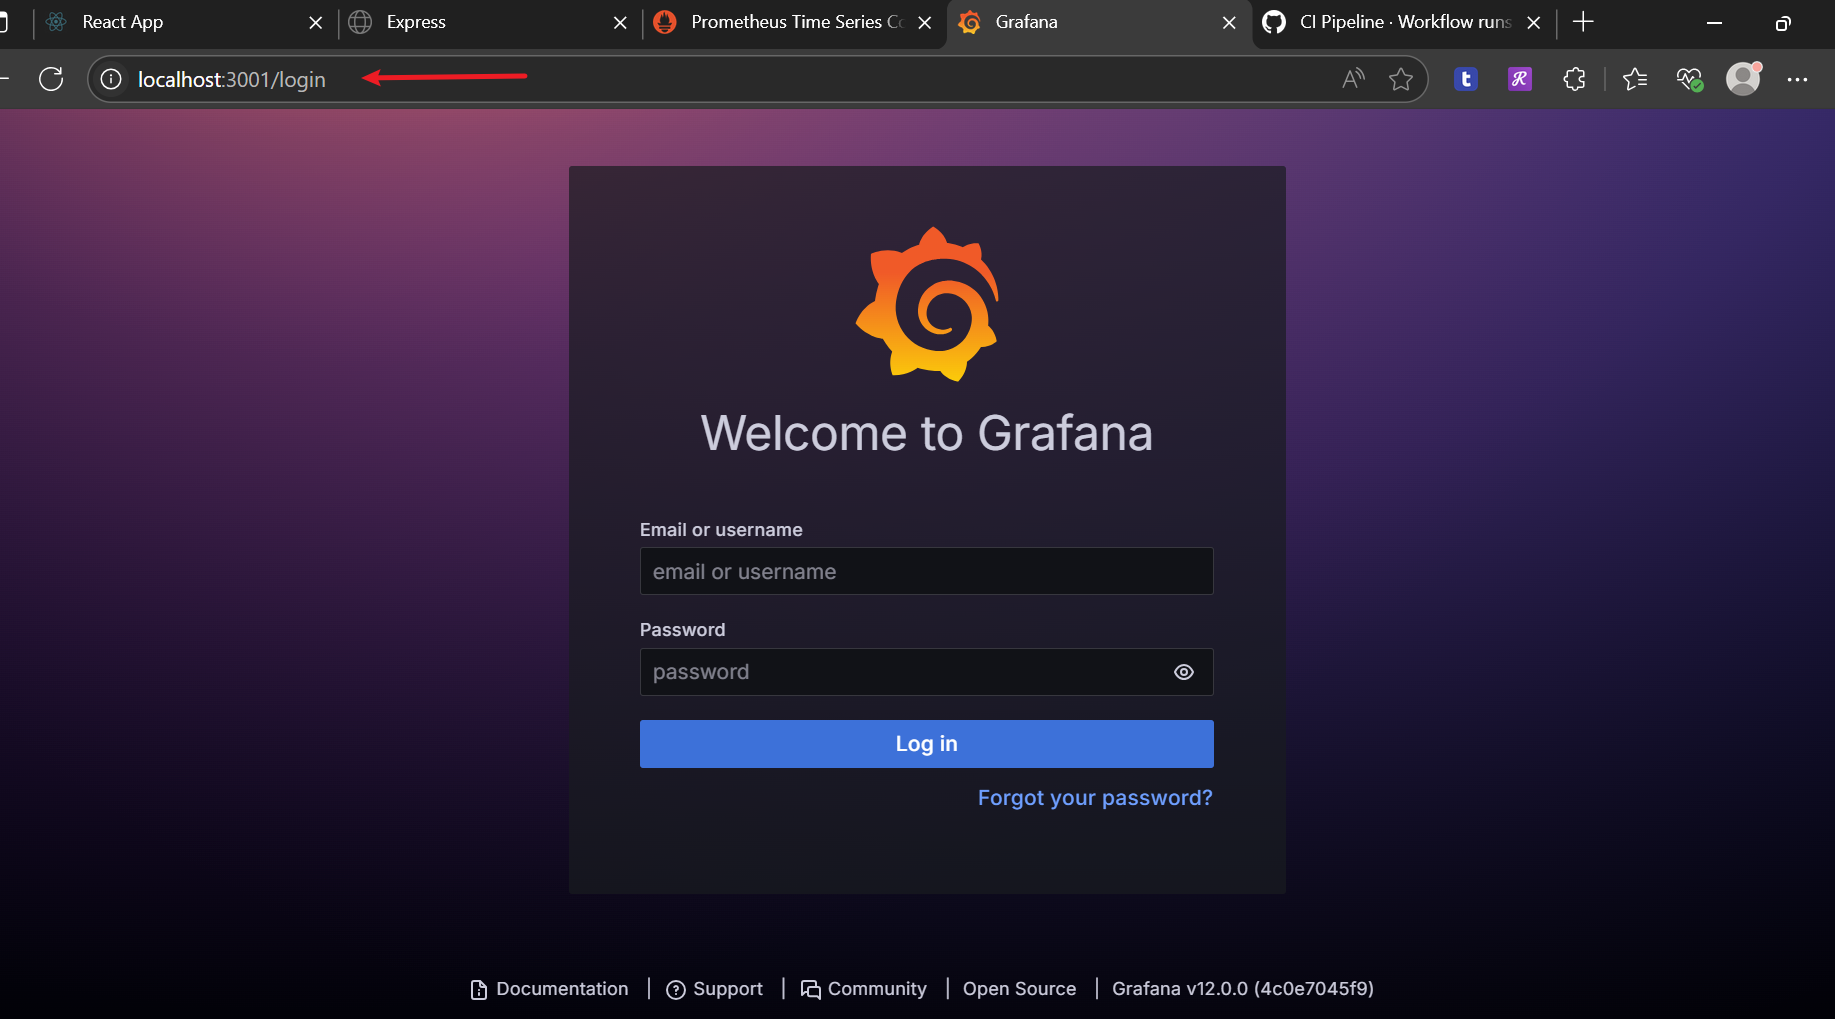 React App
Express
Prometheus Time Series Co
Grafana
CI Pipeline · Workflow runs
localhost:3001/login
Welcome to Grafana
Email or username
email or username
Password
password
Log in
Forgot your password?
Documentation
Support
Community
Open Source
Grafana v12.0.0 (4c0e7045f9)